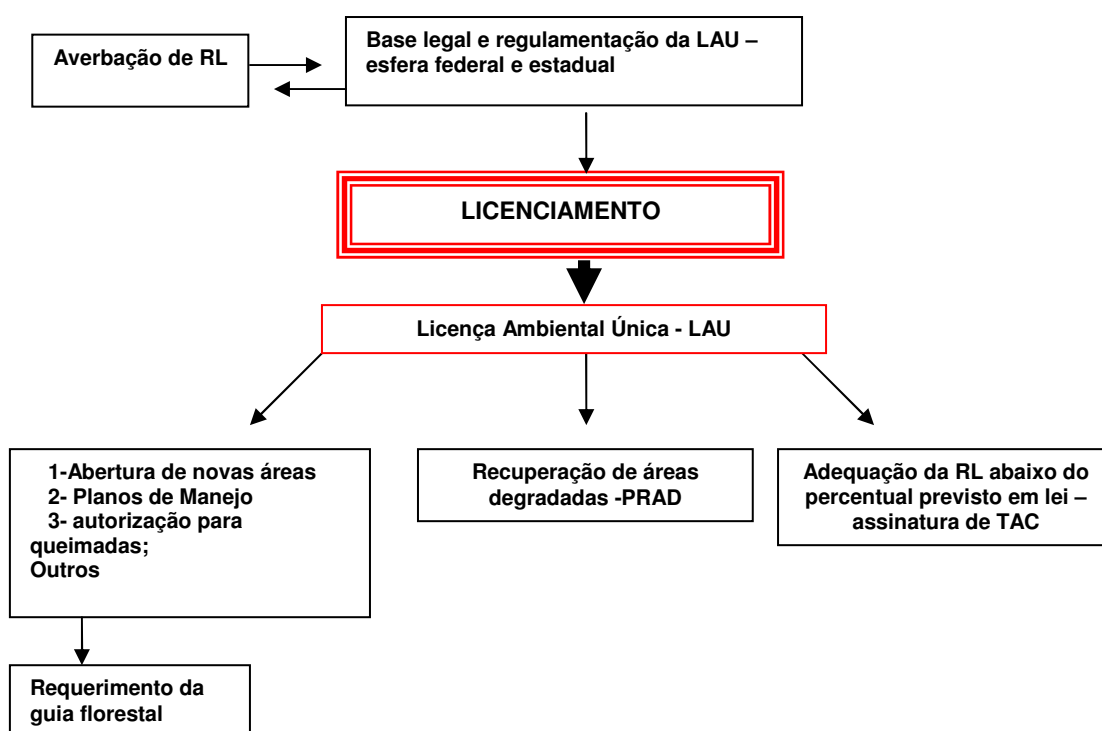 Averbação de RL
Base legal e regulamentação da LAU –
esfera federal e estadual
LICENCIAMENTO
Licença Ambiental Única - LAU
1-Abertura de novas áreas
2- Planos de Manejo
3- autorização para
queimadas;
Outros
Recuperação de áreas
degradadas -PRAD
Adequação da RL abaixo do
percentual previsto em lei –
assinatura de TAC
Requerimento da
guia florestal